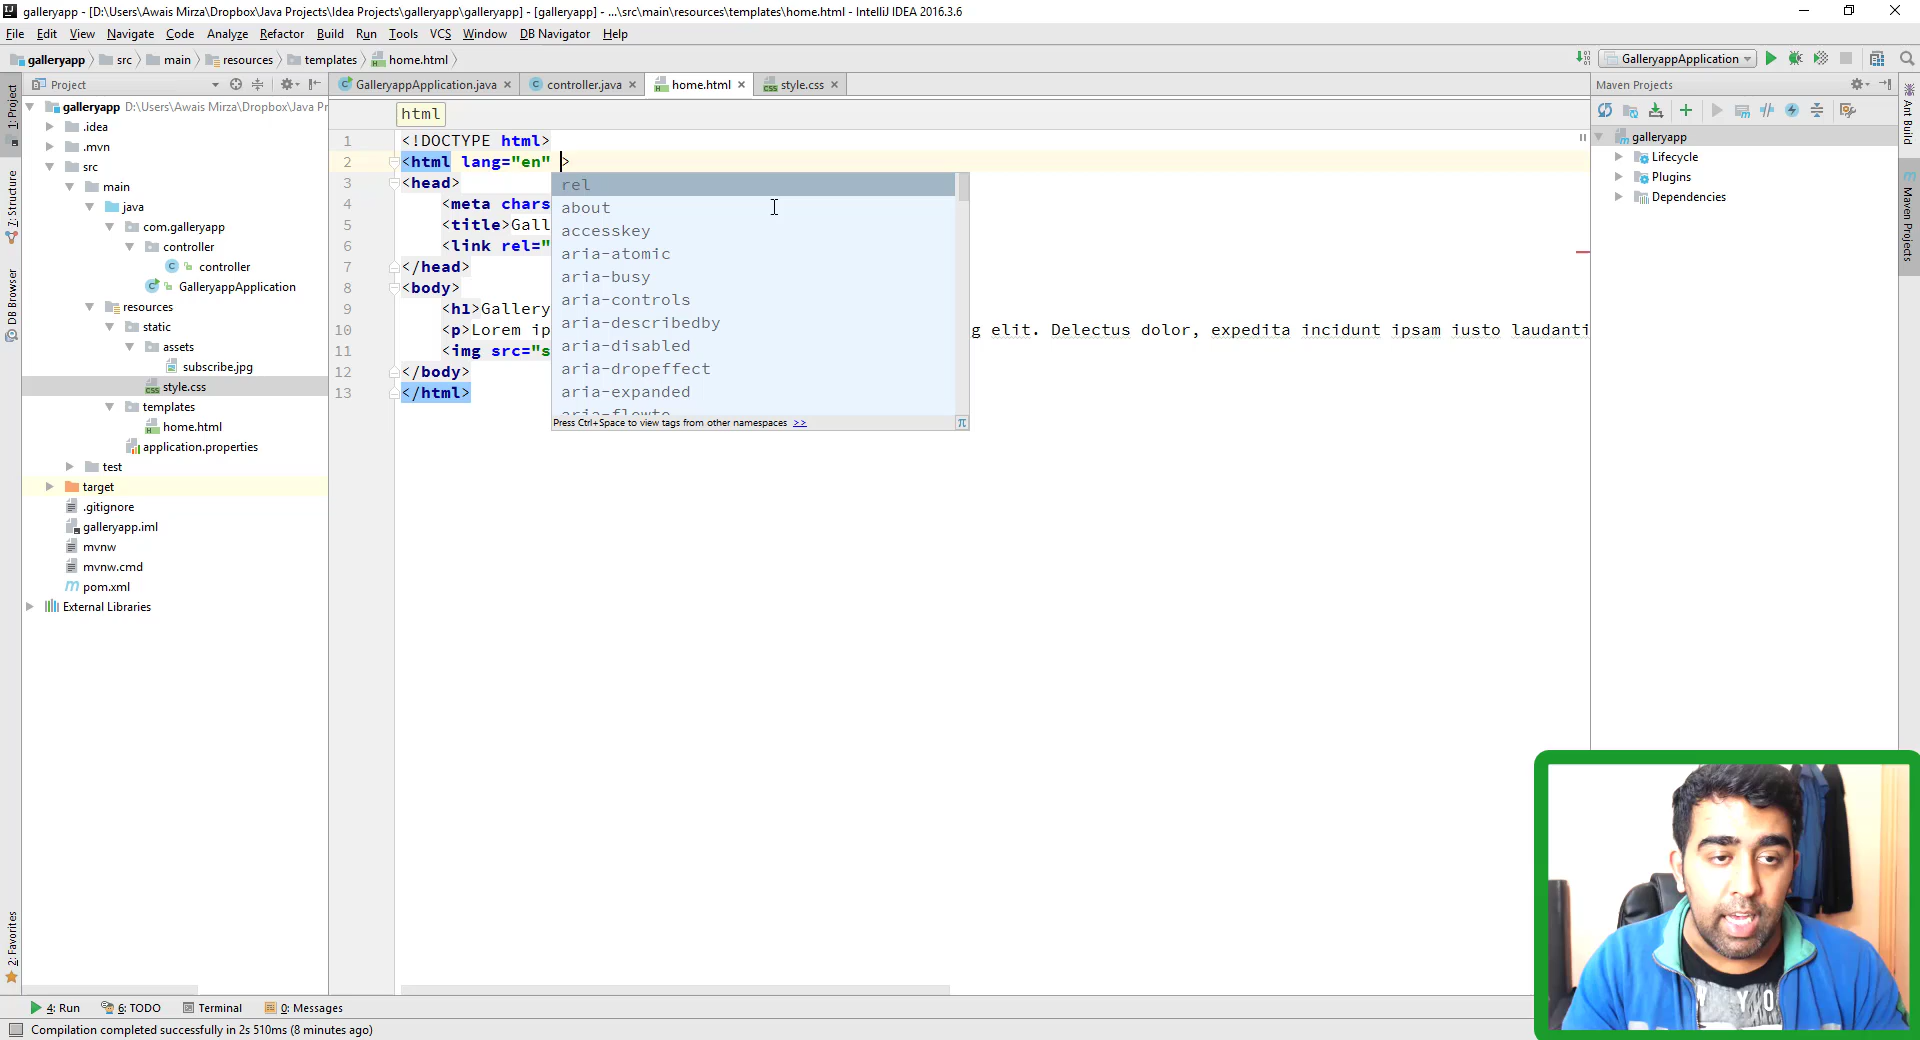 galleryapp - [D:\Users\Awais Mirza\Dropbox\Java Projects\Idea Projects\galleryapp\galleryapp] - [galleryapp] - ...\src\main\resources\templates\home.html - IntelliJ IDEA 2016.3.6
File Edit View Navigate Code Analyze Refactor Build Run Tools VCS Window DB Navigator Help
galleryapp src main resources templates home.html GalleryappApplication
Project GalleryappApplication.java controller.java home.html style.css Maven Projects
1: Project
7: Structure
DB Browser
2: Favorites
galleryapp D:\Users\Awais Mirza\Dropbox\Java Pr
.idea
.mvn
src
main
java
com.galleryapp
controller
controller
GalleryappApplication
resources
static
assets
subscribe.jpg
style.css
templates
home.html
application.properties
test
target
.gitignore
galleryapp.iml
mvnw
mvnw.cmd
pom.xml
External Libraries
html
1 <!DOCTYPE html>
2 <html lang="en" >
3 <head>
4 <meta chars
5 <title>Gall
6 <link rel="
7 </head>
8 <body>
9 <h1>Gallery
10 <p>Lorem ip g elit. Delectus dolor, expedita incidunt ipsam iusto laudanti
11 <img src="s
12 </body>
13 </html>
rel
about
accesskey
aria-atomic
aria-busy
aria-controls
aria-describedby
aria-disabled
aria-dropeffect
aria-expanded
aria-flowto
Press Ctrl+Space to view tags from other namespaces >>
π
galleryapp
Lifecycle
Plugins
Dependencies
Ant Build
Maven Projects
4: Run 6: TODO Terminal 0: Messages
Compilation completed successfully in 2s 510ms (8 minutes ago)